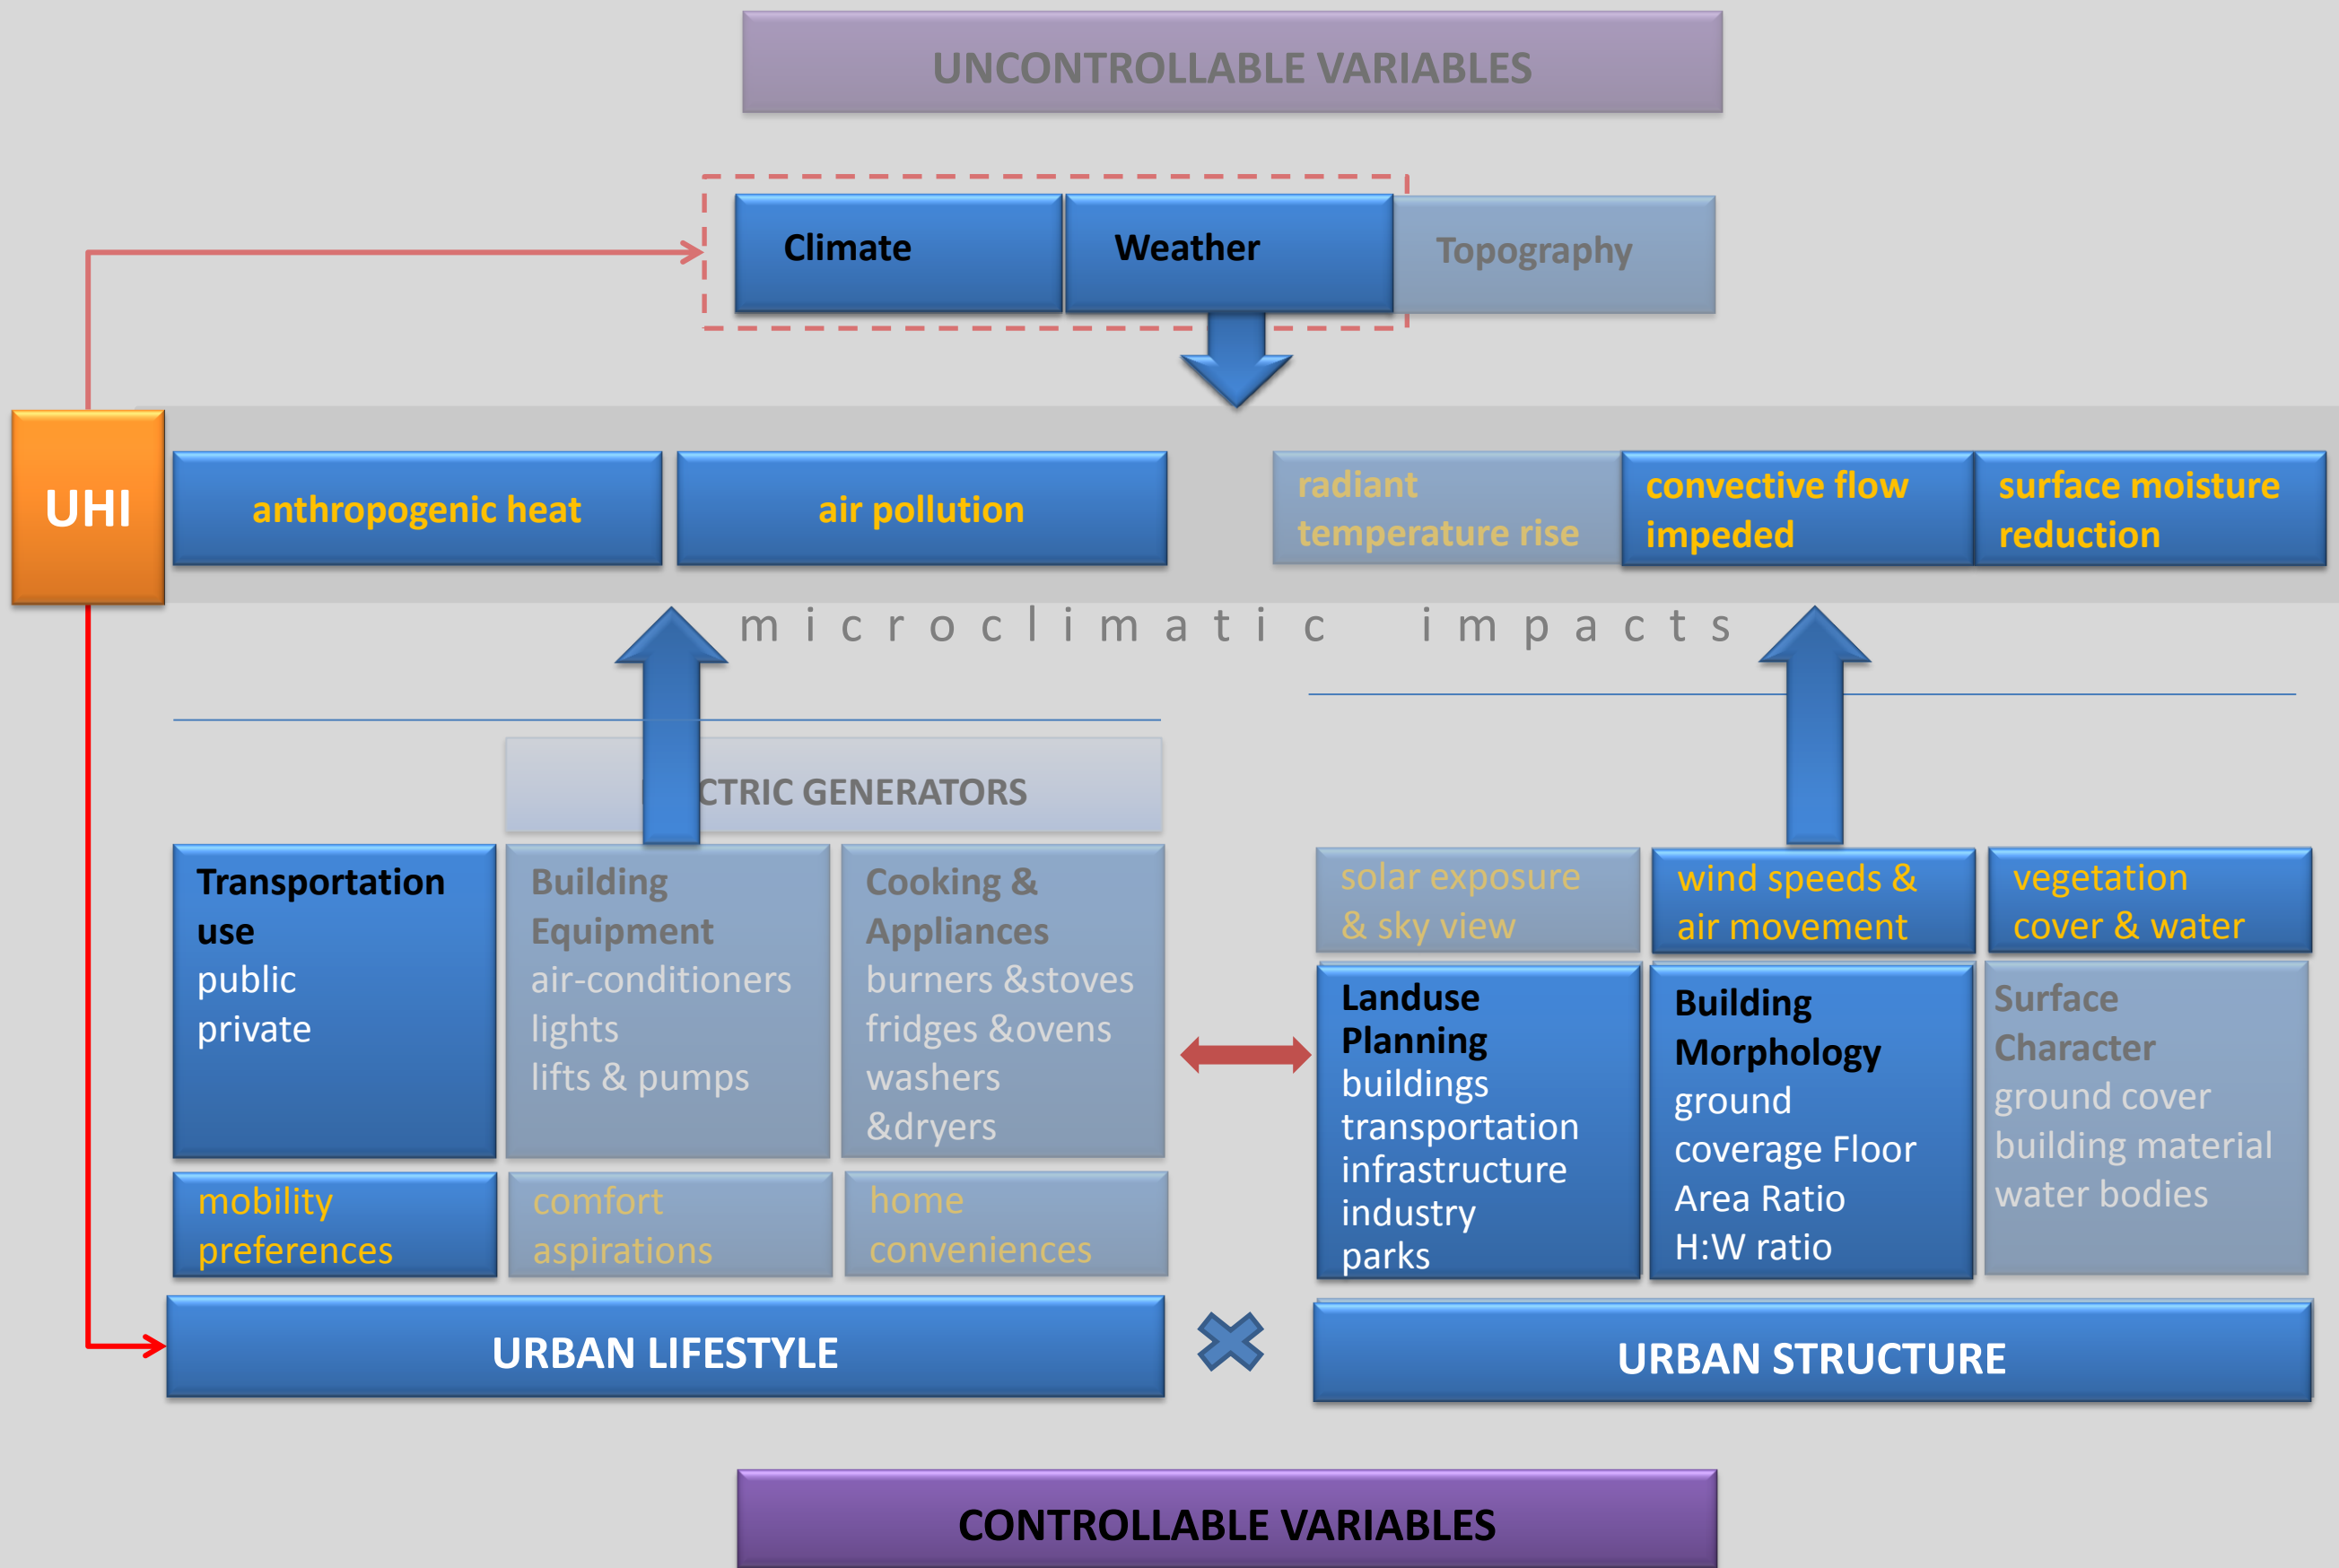 UNCONTROLLABLE VARIABLES
Climate
Weather
Topography
UHI
anthropogenic heat
air pollution
radiant
temperature rise
convective flow
impeded
surface moisture
reduction
microclimatic impacts
CTRIC GENERATORS
Transportation
use
public
private
Building
Equipment
air-conditioners
lights
lifts & pumps
Cooking &
Appliances
burners &stoves
fridges &ovens
washers
&dryers
mobility
preferences
comfort
aspirations
home
conveniences
URBAN LIFESTYLE
solar exposure
& sky view
wind speeds &
air movement
vegetation
cover & water
Landuse
Planning
buildings
transportation
infrastructure
industry
parks
Building
Morphology
ground
coverage Floor
Area Ratio
H:W ratio
Surface
Character
ground cover
building material
water bodies
URBAN STRUCTURE
CONTROLLABLE VARIABLES